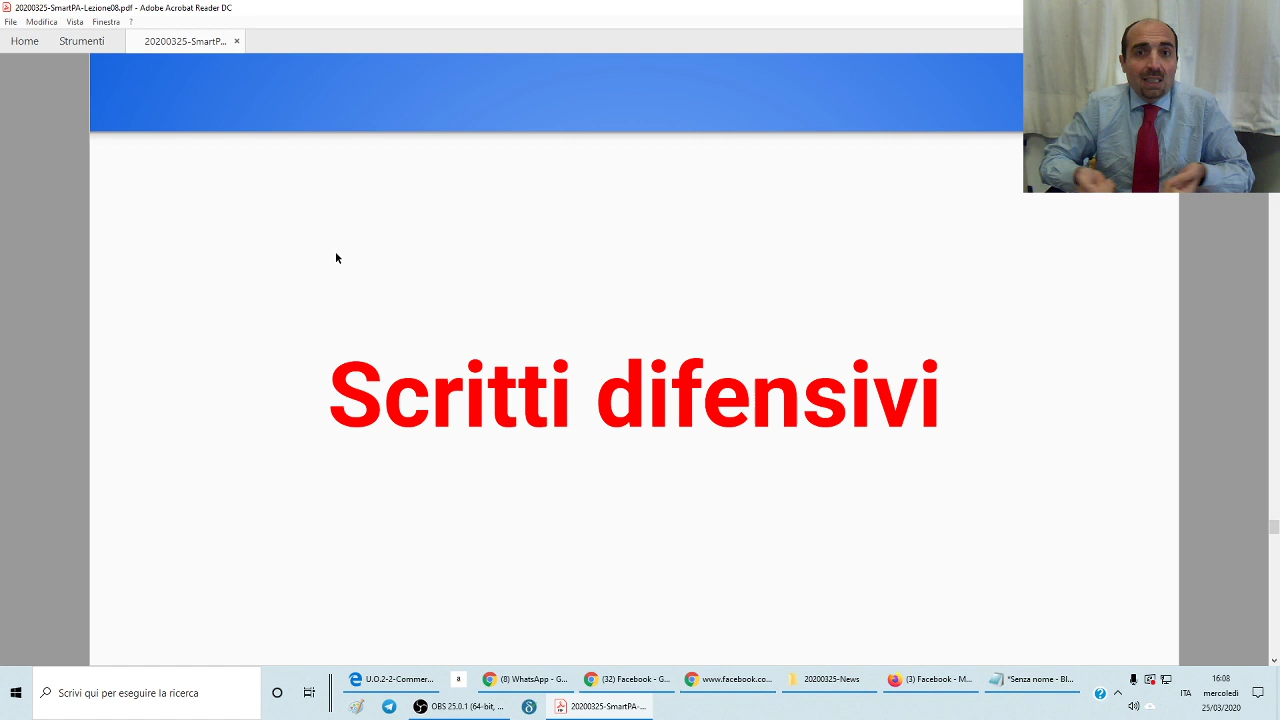 20200325-SmartPA-Lezione08.pdf - Adobe Acrobat Reader DC
File Modifica Vista Finestra ?
Home Strumenti 20200325-SmartP... ×
Scritti difensivi
Scrivi qui per eseguire la ricerca
U.O.2-2-Commer...
a
(8) WhatsApp - G...
(32) Facebook - G...
www.facebook.co...
20200325-News
(3) Facebook - M...
*Senza nome - Bl...
OBS 25.0.1 (64-bit, ...
20200325-SmartPA-...
ITA
16:08
mercoledì
25/03/2020